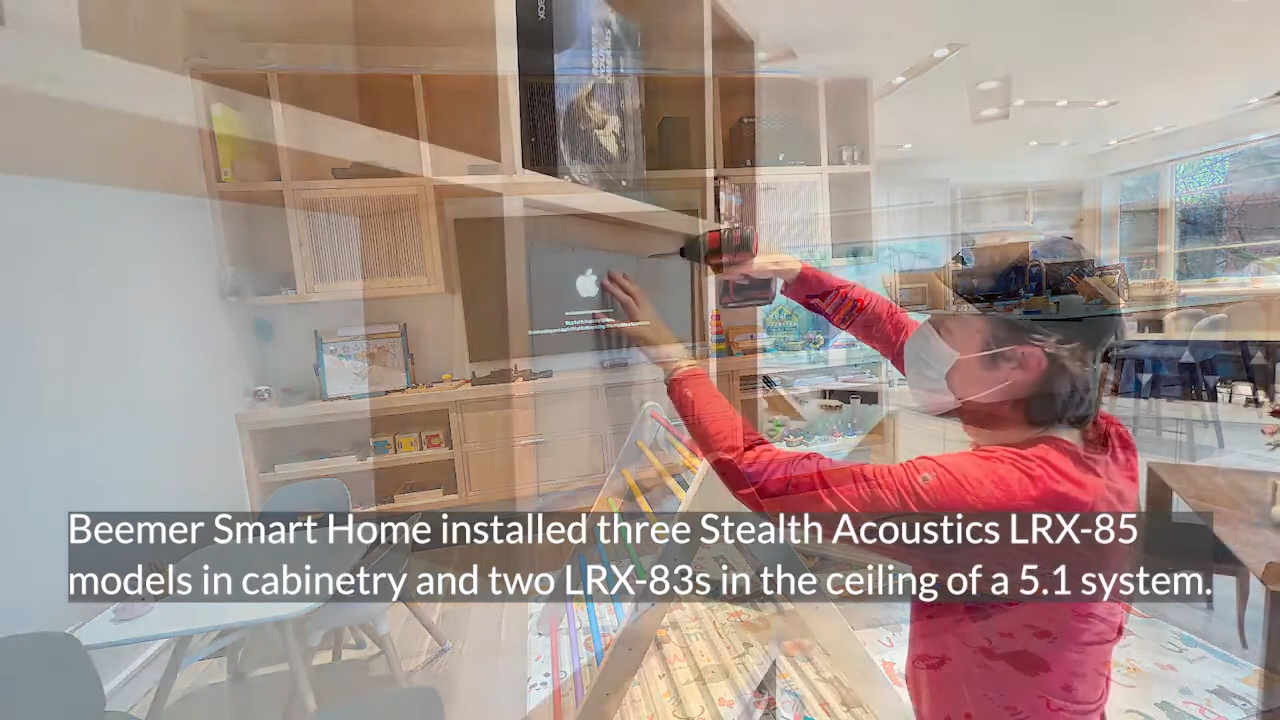 Beemer Smart Home installed three Stealth Acoustics LRX-85
models in cabinetry and two LRX-83s in the ceiling of a 5.1 system.